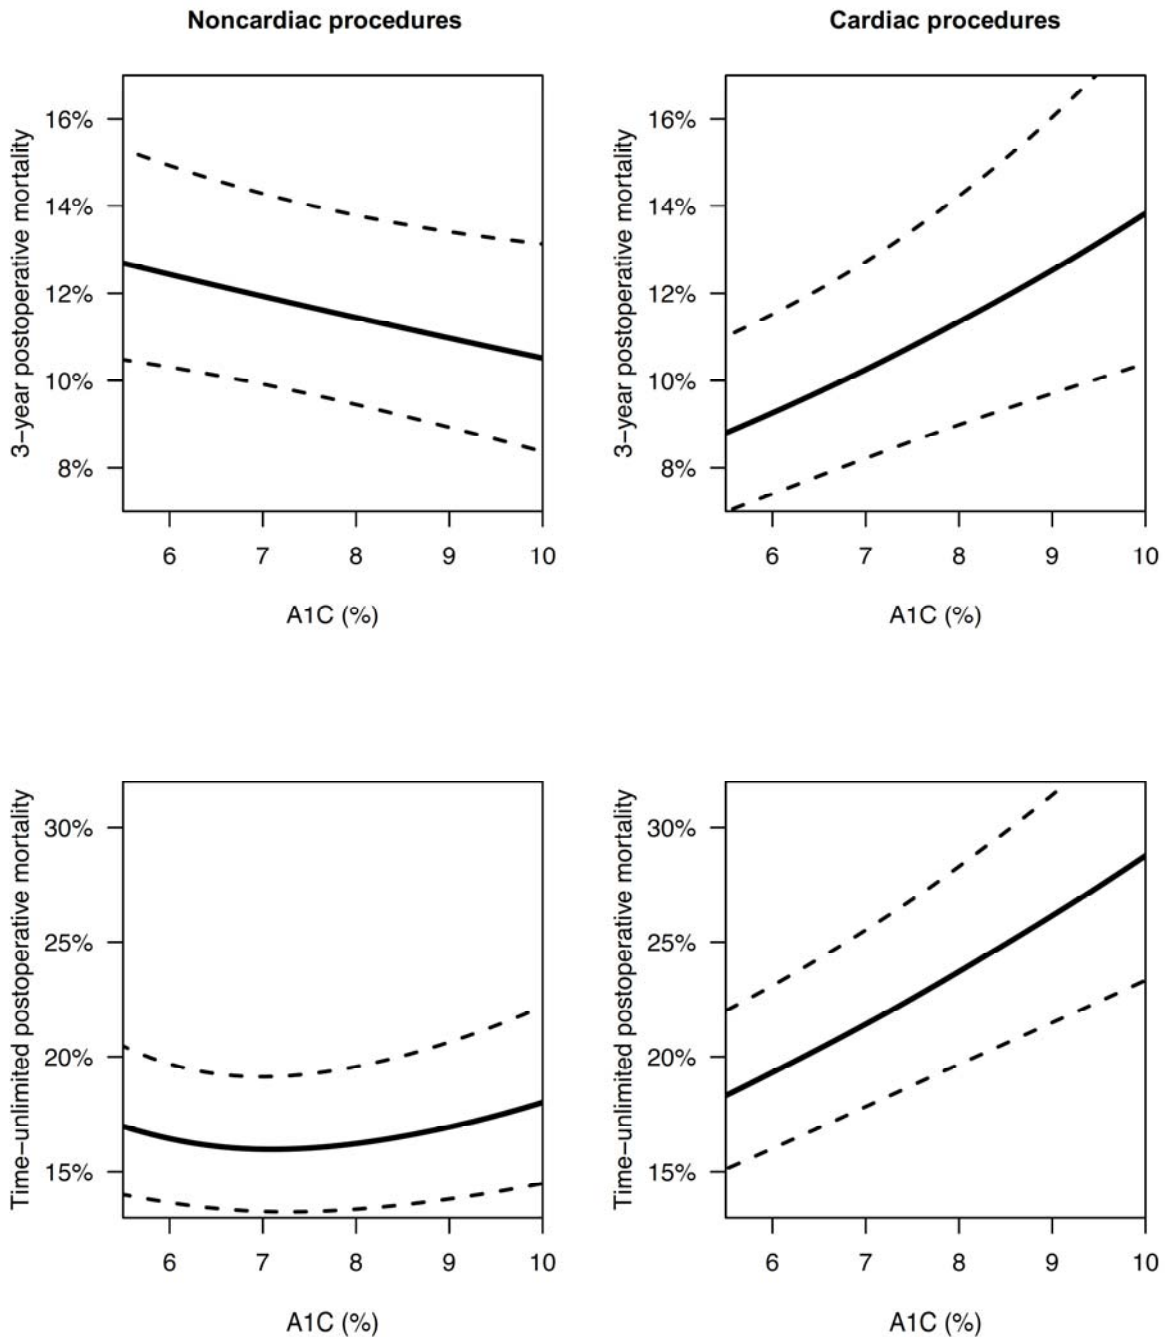 Noncardiac procedures
3−year postoperative mortality
16%
14%
12%
10%
8%
6 7 8 9 10
A1C (%)
Cardiac procedures
3−year postoperative mortality
16%
14%
12%
10%
8%
6 7 8 9 10
A1C (%)
Time−unlimited postoperative mortality
30%
25%
20%
15%
6 7 8 9 10
A1C (%)
Time−unlimited postoperative mortality
30%
25%
20%
15%
6 7 8 9 10
A1C (%)